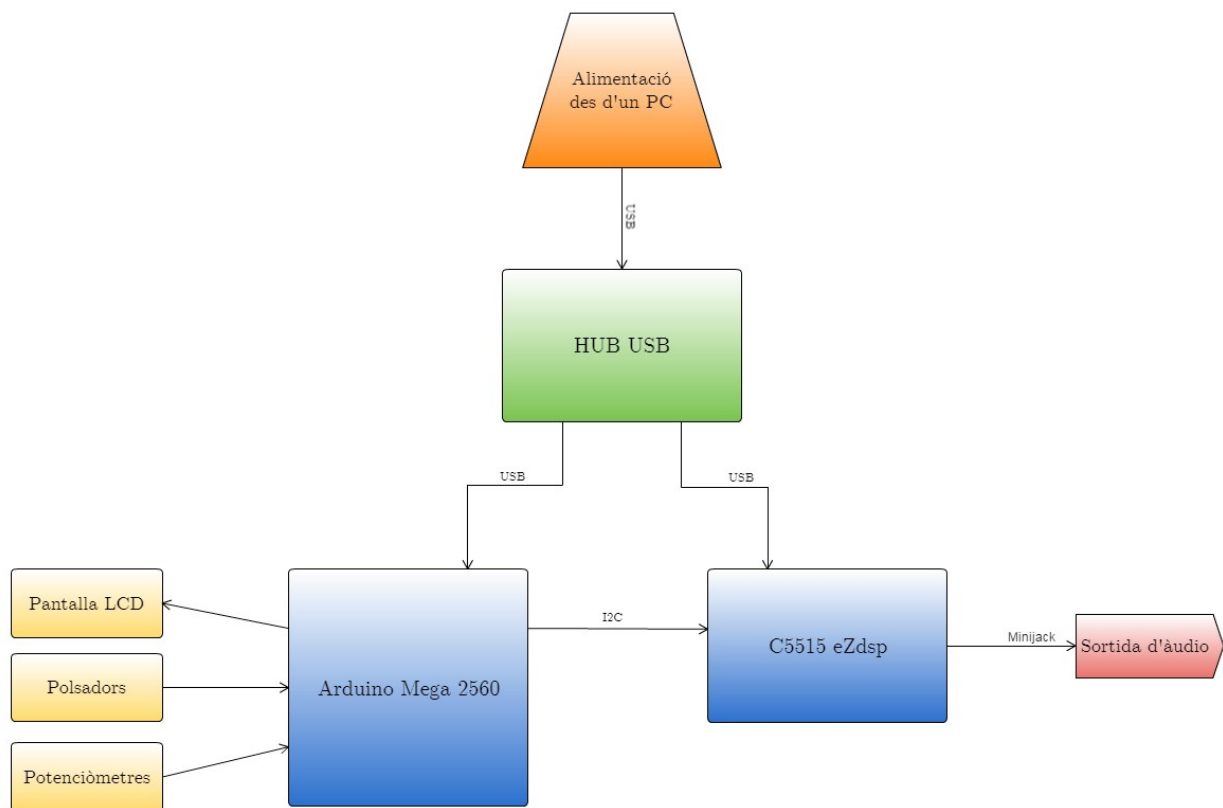 Alimentació
des d'un PC
USB
HUB USB
USB
USB
Pantalla LCD
Polsadors
Potenciòmetres
Arduino Mega 2560
I2C
C5515 eZdsp
Minijack
Sortida d'àudio